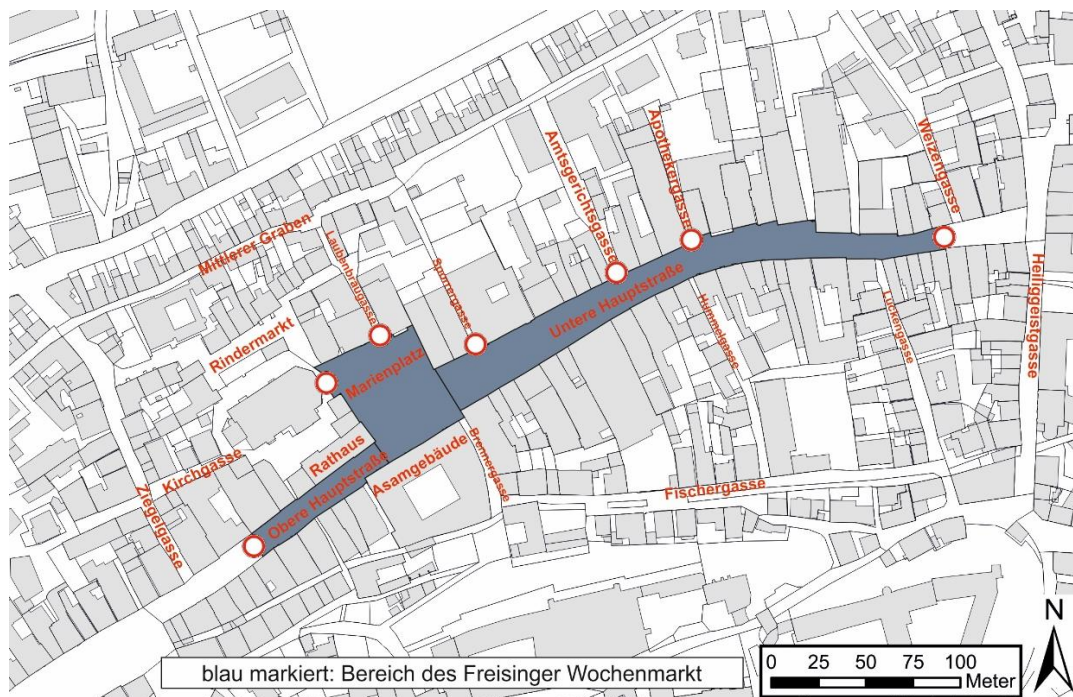 Amtsgerichtsgasse
Apothekergasse
Weizengasse
Mittlerer Graben
Laubenbräugasse
Sporrergasse
Heiliggeistgasse
Untere Hauptstraße
Hummelgasse
Luckengasse
Rindermarkt
Marienplatz
Rathaus
Asamgebäude
Brennergasse
Kirchgasse
Ziegelgasse
Obere Hauptstraße
Fischergasse
blau markiert: Bereich des Freisinger Wochenmarkt
0 25 50 75 100
Meter
N